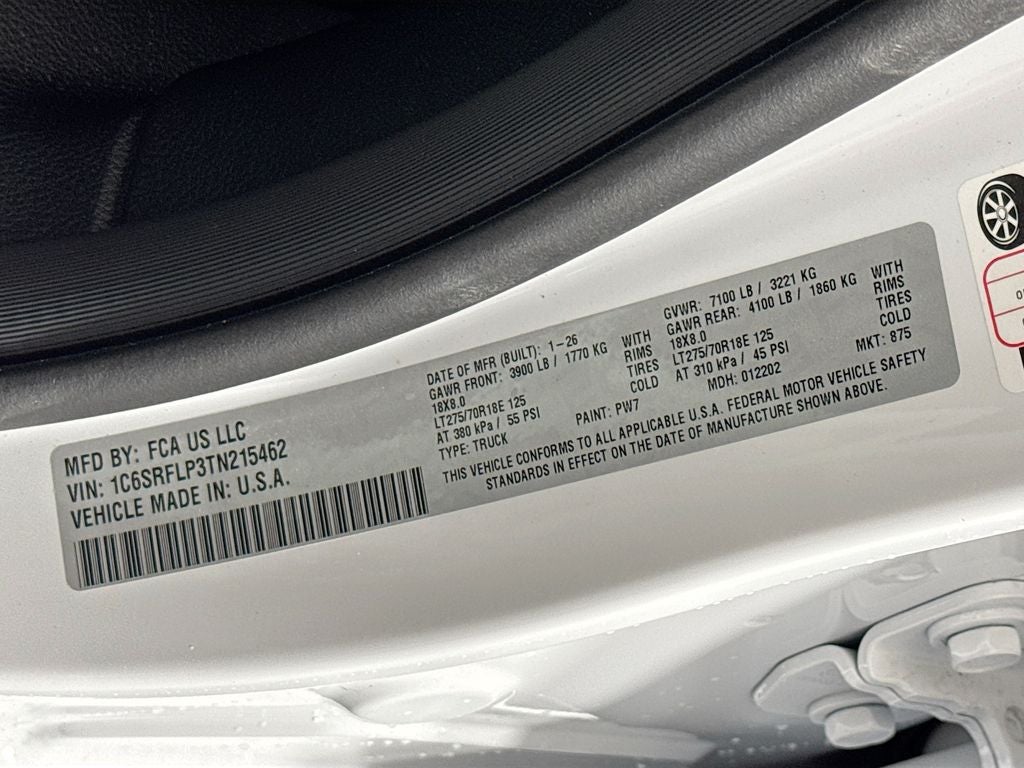 MFD BY: FCA US LLC
VIN: 1C6SRFLP3TN215462
VEHICLE MADE IN: U.S.A.
DATE OF MFR (BUILT): 1-26
GAWR FRONT: 3900 LB / 1770 KG WITH
18X8.0 RIMS
LT275/70R18E 125 TIRES
AT 380 kPa / 55 PSI COLD
TYPE: TRUCK PAINT: PW7
GVWR: 7100 LB / 3221 KG
GAWR REAR: 4100 LB / 1860 KG WITH
18X8.0 RIMS
LT275/70R18E 125 TIRES
AT 310 kPa / 45 PSI COLD
MDH: 012202 MKT: 875
THIS VEHICLE CONFORMS TO ALL APPLICABLE U.S.A. FEDERAL MOTOR VEHICLE SAFETY
STANDARDS IN EFFECT ON THE DATE OF MANUFACTURE SHOWN ABOVE.